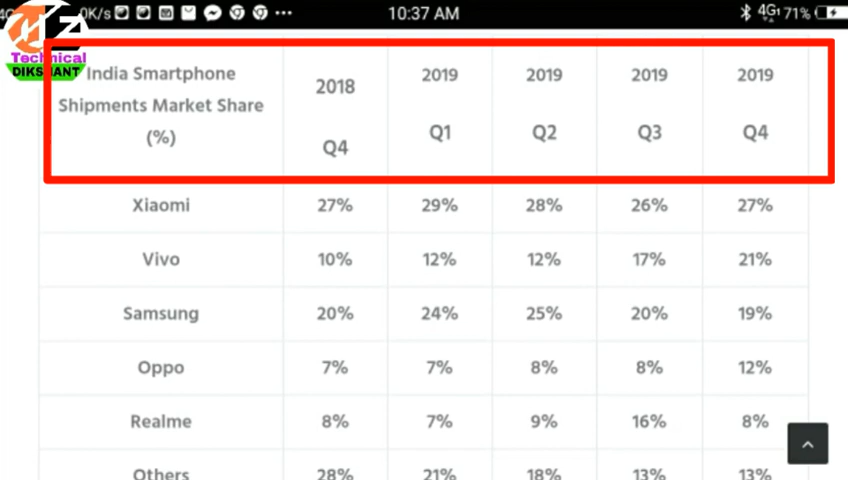 0K/s 10:37 AM 4G 71%
Technical
DIKSHANT
India Smartphone
Shipments Market Share
(%)
2018
Q4
2019
Q1
2019
Q2
2019
Q3
2019
Q4
Xiaomi 27% 29% 28% 26% 27%
Vivo 10% 12% 12% 17% 21%
Samsung 20% 24% 25% 20% 19%
Oppo 7% 7% 8% 8% 12%
Realme 8% 7% 9% 16% 8%
Others 28% 21% 18% 13% 13%